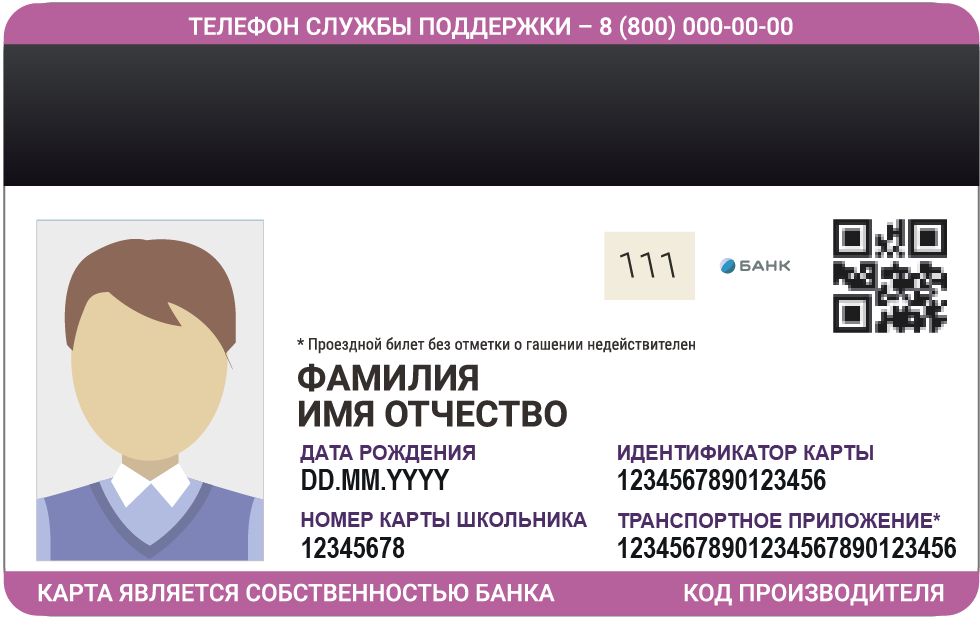 ТЕЛЕФОН СЛУЖБЫ ПОДДЕРЖКИ – 8 (800) 000-00-00
111
БАНК
* Проездной билет без отметки о гашении недействителен
ФАМИЛИЯ
ИМЯ ОТЧЕСТВО
ДАТА РОЖДЕНИЯ
DD.MM.YYYY
ИДЕНТИФИКАТОР КАРТЫ
1234567890123456
НОМЕР КАРТЫ ШКОЛЬНИКА
12345678
ТРАНСПОРТНОЕ ПРИЛОЖЕНИЕ*
12345678901234567890123456
КАРТА ЯВЛЯЕТСЯ СОБСТВЕННОСТЬЮ БАНКА
КОД ПРОИЗВОДИТЕЛЯ